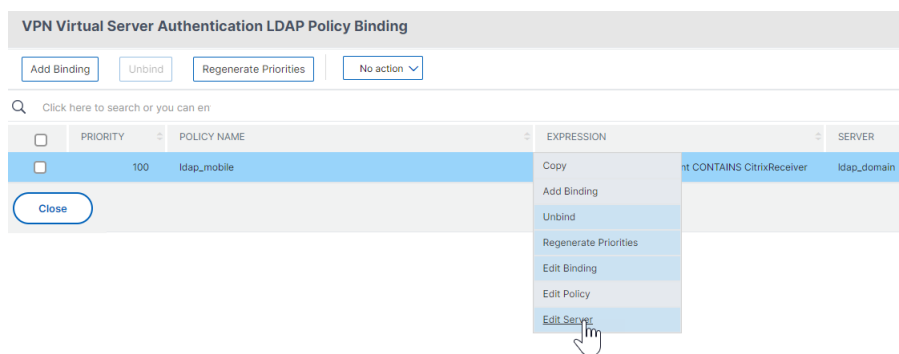 VPN Virtual Server Authentication LDAP Policy Binding
Add Binding Unbind Regenerate Priorities No action
Click here to search or you can en
PRIORITY POLICY NAME EXPRESSION SERVER
100 ldap_mobile nt CONTAINS CitrixReceiver ldap_domain
Copy
Add Binding
Close
Unbind
Regenerate Priorities
Edit Binding
Edit Policy
Edit Server